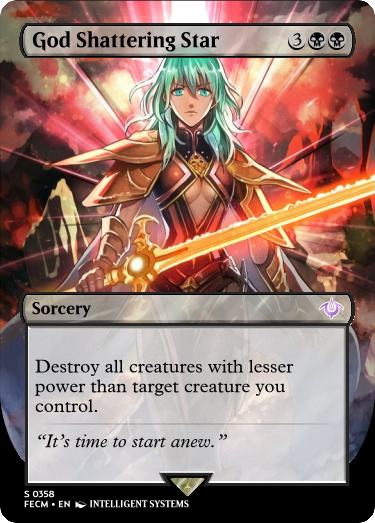 God Shattering Star 3
Sorcery
Destroy all creatures with lesser
power than target creature you
control.
“It’s time to start anew.”
S 0358
FECM • EN INTELLIGENT SYSTEMS